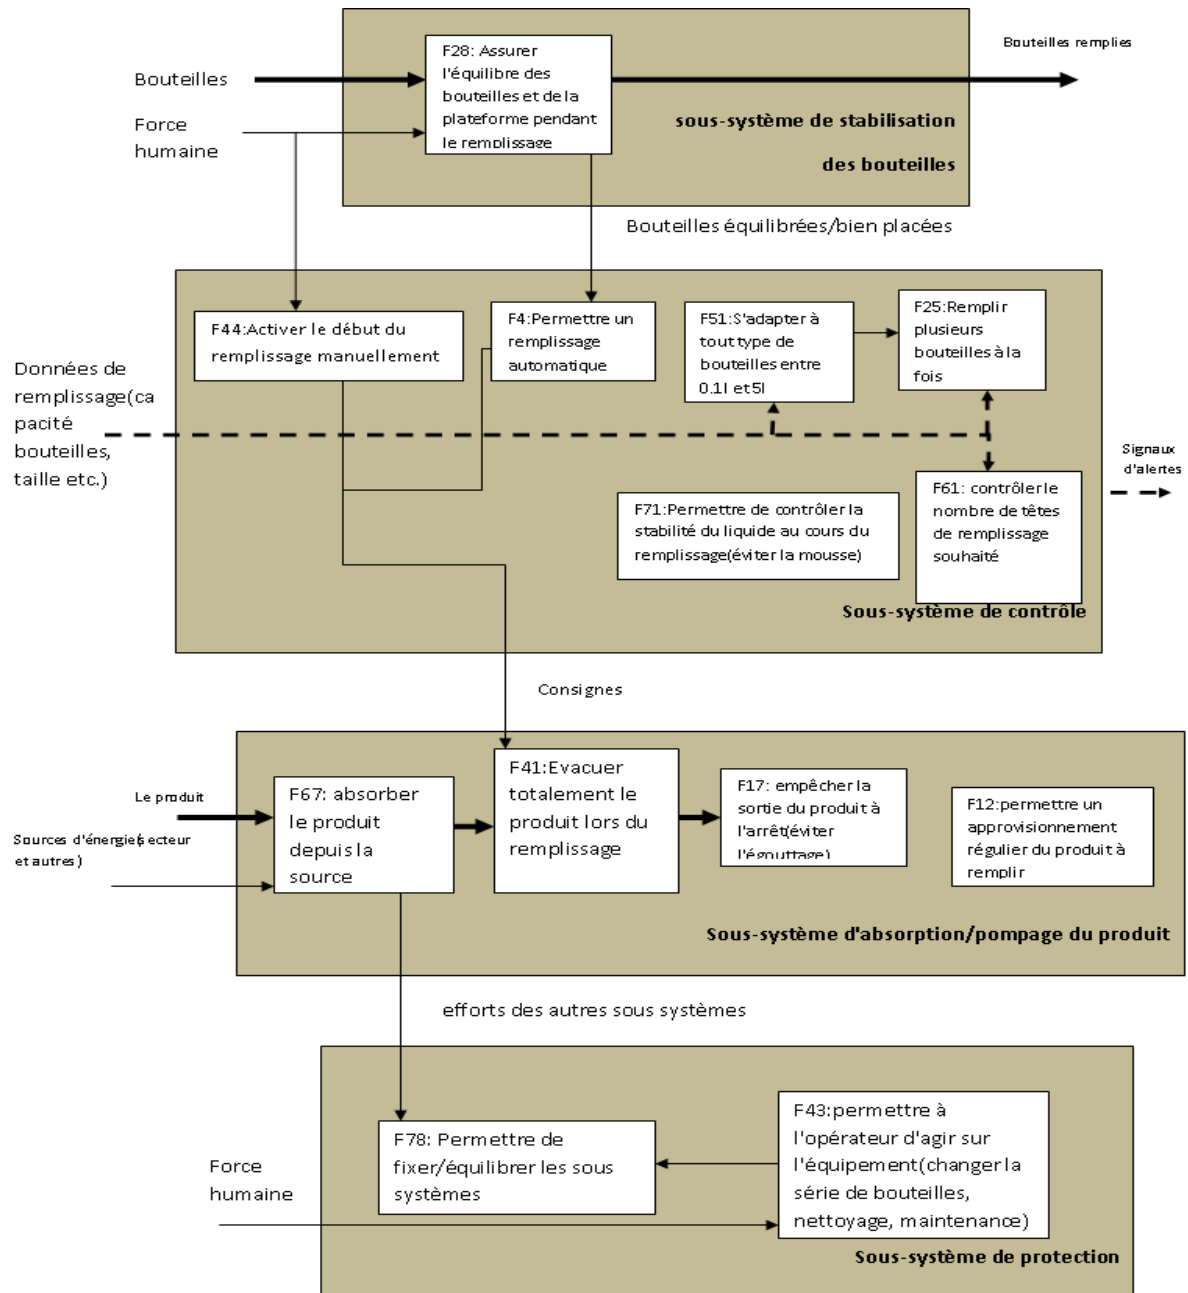 Bouteilles
Force
humaine
F28: Assurer
l'équilibre des
bouteilles et de la
plateforme pendant
le remplissage
Bouteilles remplies
sous-système de stabilisation
des bouteilles
Bouteilles équilibrées/bien placées
F44:Activer le début du
remplissage manuellement
F4:Permettre un
remplissage
automatique
F51:S'adapter à
tout type de
bouteilles entre
0.1l et 5l
F25:Remplir
plusieurs
bouteilles à la
fois
Données de
remplissage(ca
pacité
bouteilles,
taille etc.)
Signaux
d'alertes
F71:Permettre de contrôler la
stabilité du liquide au cours du
remplissage(éviter la mousse)
F61: contrôler le
nombre de têtes
de remplissage
souhaité
Sous-système de contrôle
Consignes
Le produit
Sources d'énergie(secteur
et autres)
F67: absorber
le produit
depuis la
source
F41:Evacuer
totalement le
produit lors du
remplissage
F17: empêcher la
sortie du produit à
l'arrêt(éviter
l'égouttage)
F12:permettre un
approvisionnement
régulier du produit à
remplir
Sous-système d'absorption/pompage du produit
efforts des autres sous systèmes
Force
humaine
F78: Permettre de
fixer/équilibrer les sous
systèmes
F43:permettre à
l'opérateur d'agir sur
l'équipement(changer la
série de bouteilles,
nettoyage, maintenance)
Sous-système de protection